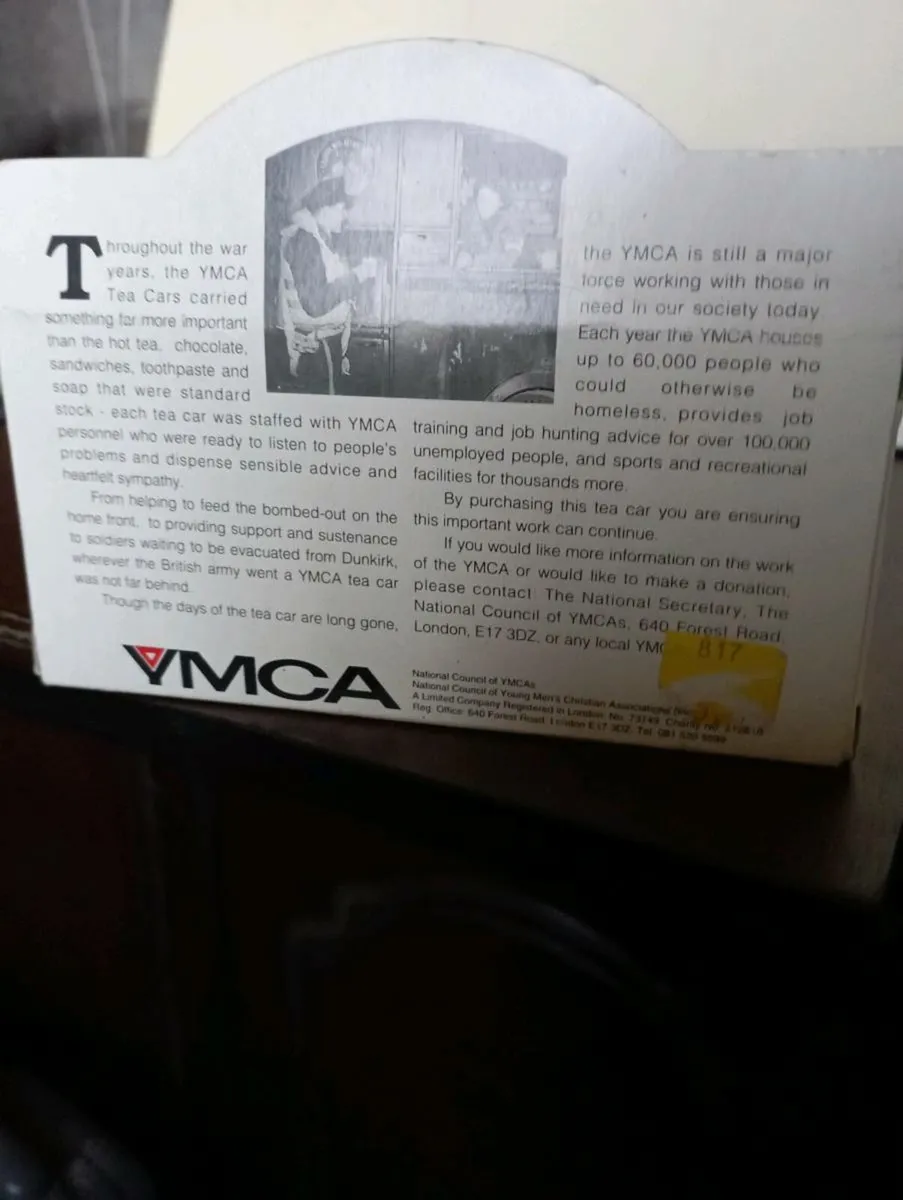 Throughout the war
years, the YMCA
Tea Cars carried
something far more important
than the hot tea, chocolate,
sandwiches, toothpaste and
soap that were standard
stock - each tea car was staffed with YMCA
personnel who were ready to listen to people's
problems and dispense sensible advice and
heartfelt sympathy.
From helping to feed the bombed-out on the
home front, to providing support and sustenance
to soldiers waiting to be evacuated from Dunkirk,
wherever the British army went a YMCA tea car
was not far behind.
Though the days of the tea car are long gone,
the YMCA is still a major
force working with those in
need in our society today
Each year the YMCA houses
up to 60,000 people who
could otherwise be
homeless, provides job
training and job hunting advice for over 100,000
unemployed people, and sports and recreational
facilities for thousands more.
By purchasing this tea car you are ensuring
this important work can continue.
If you would like more information on the work
of the YMCA or would like to make a donation,
please contact The National Secretary, The
National Council of YMCAs, 640 Forest Road,
London, E17 3DZ, or any local YMC
817
YMCA
National Council of YMCAs
National Council of Young Men's Christian Associations
A Limited Company Registered in London No. 73749 Charity No.
Reg. Office: 640 Forest Road London E17 3DZ. Tel: 081 520 5599